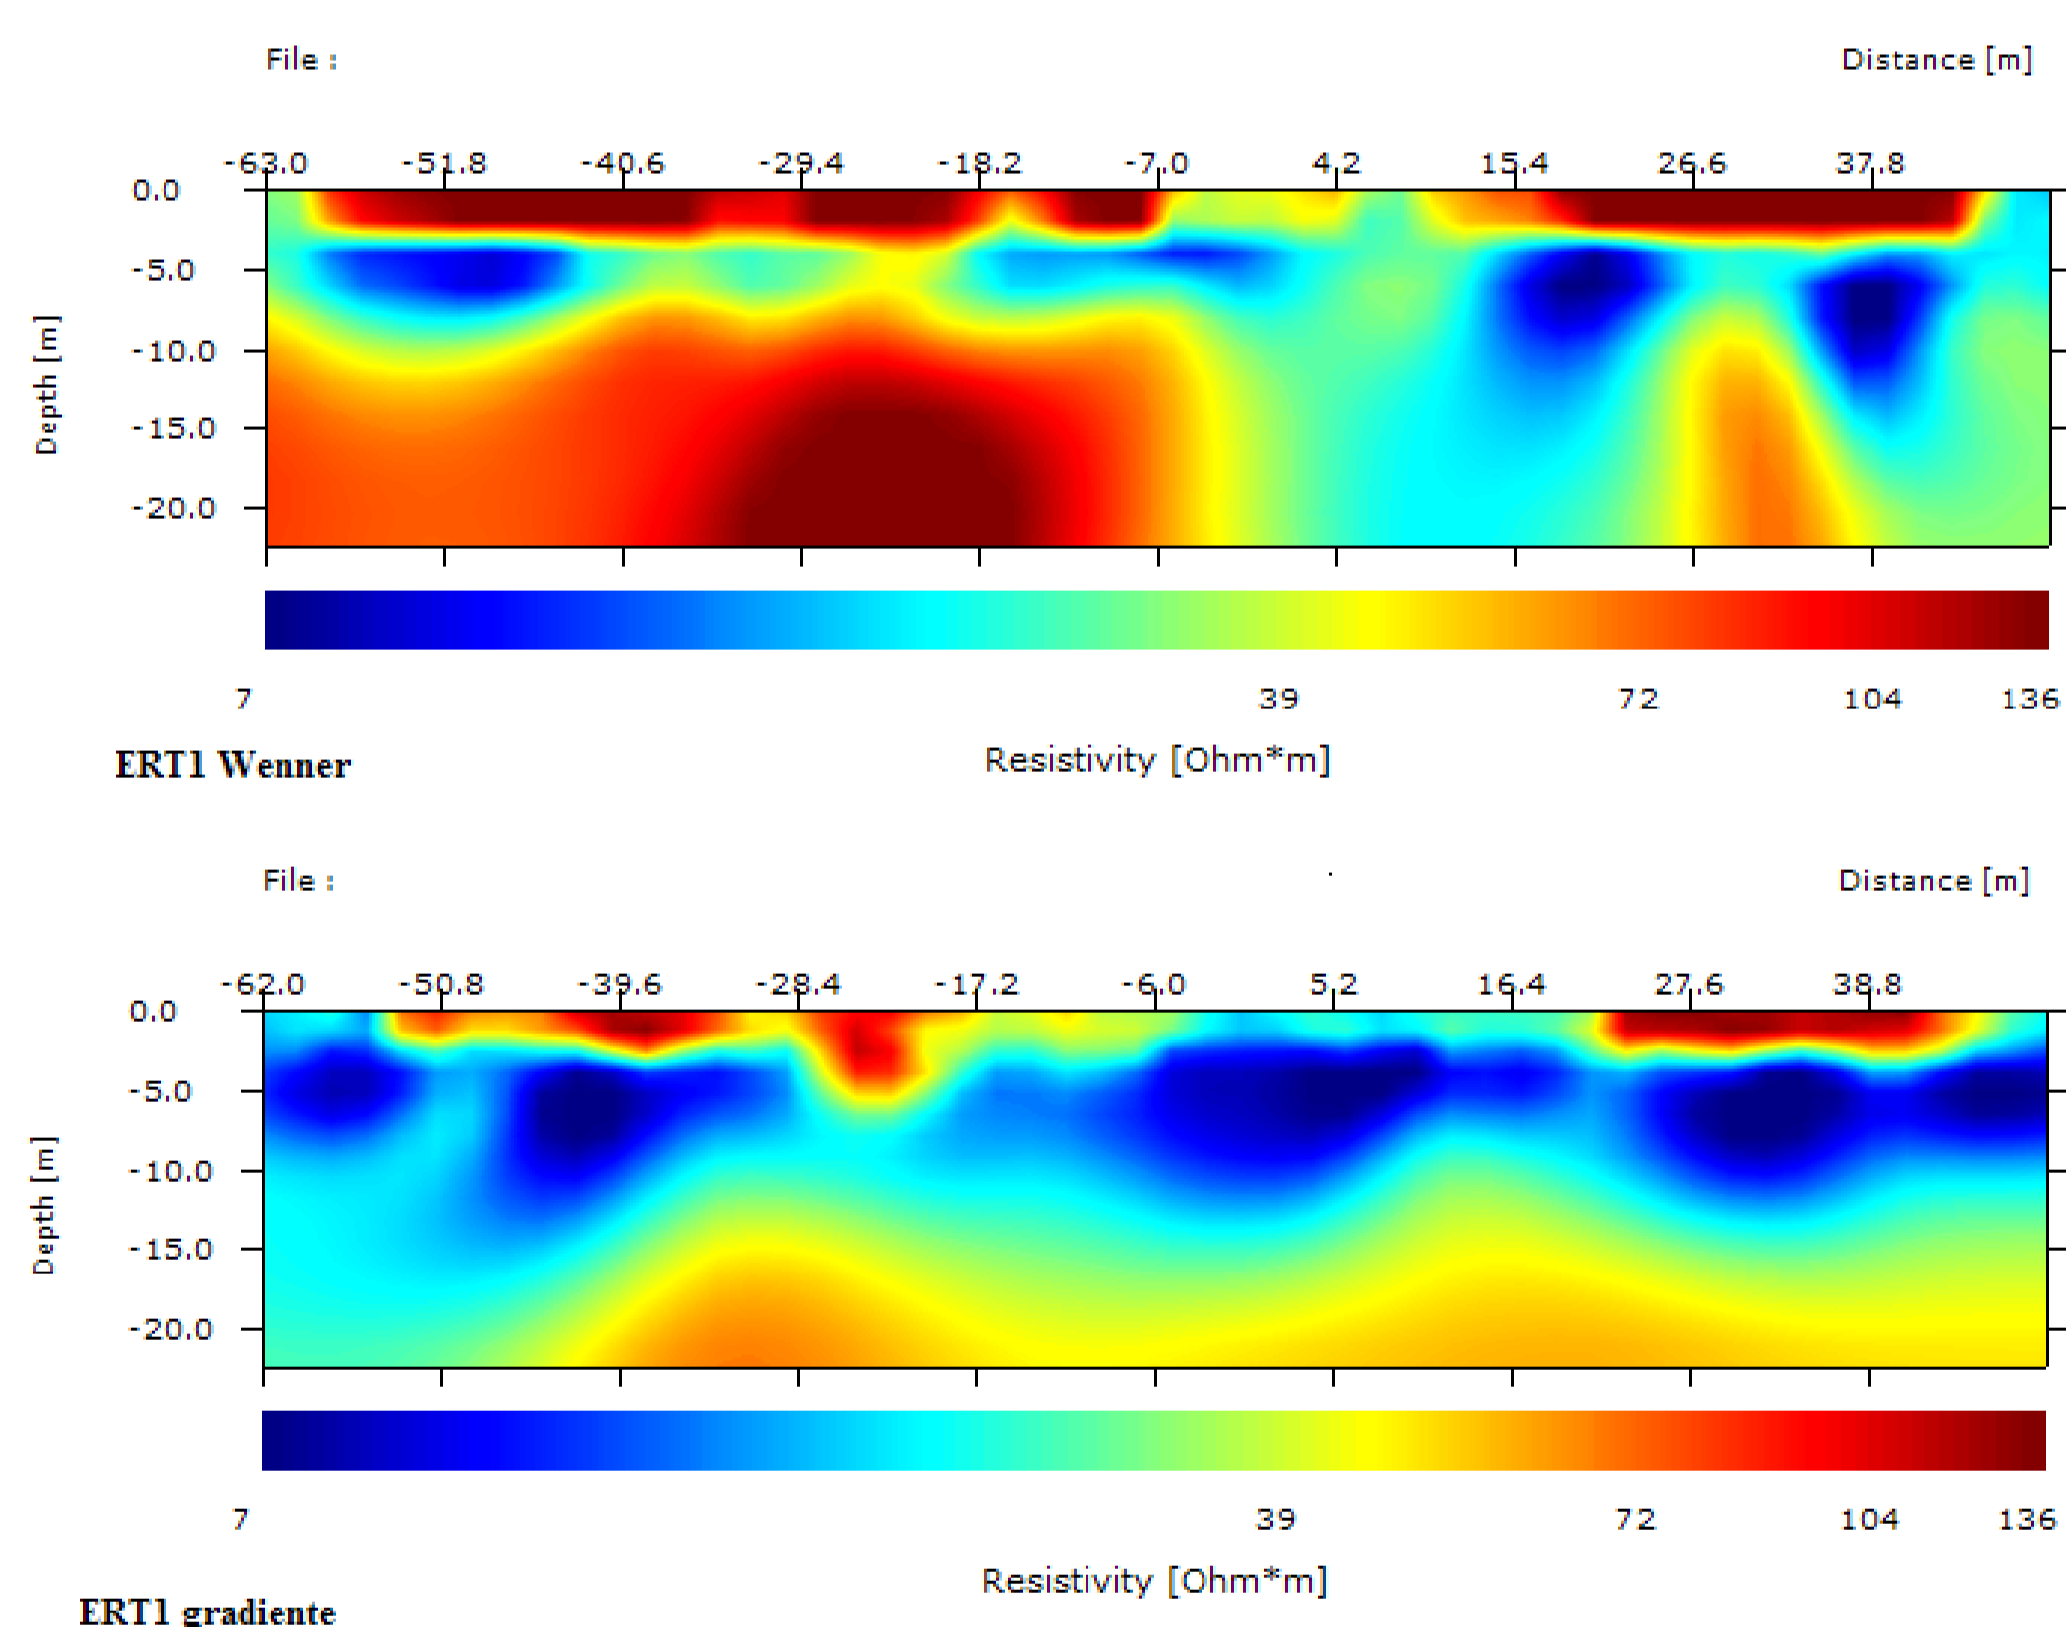 File :
Distance [m]
-63.0 -51.8 -40.6 -29.4 -18.2 -7.0 4.2 15.4 26.6 37.8
0.0
-5.0
-10.0
-15.0
-20.0
Depth [m]
7 39 72 104 136
Resistivity [Ohm*m]
ERT1 Wenner
File :
Distance [m]
-62.0 -50.8 -39.6 -28.4 -17.2 -6.0 5.2 16.4 27.6 38.8
0.0
-5.0
-10.0
-15.0
-20.0
Depth [m]
7 39 72 104 136
Resistivity [Ohm*m]
ERT1 gradiente